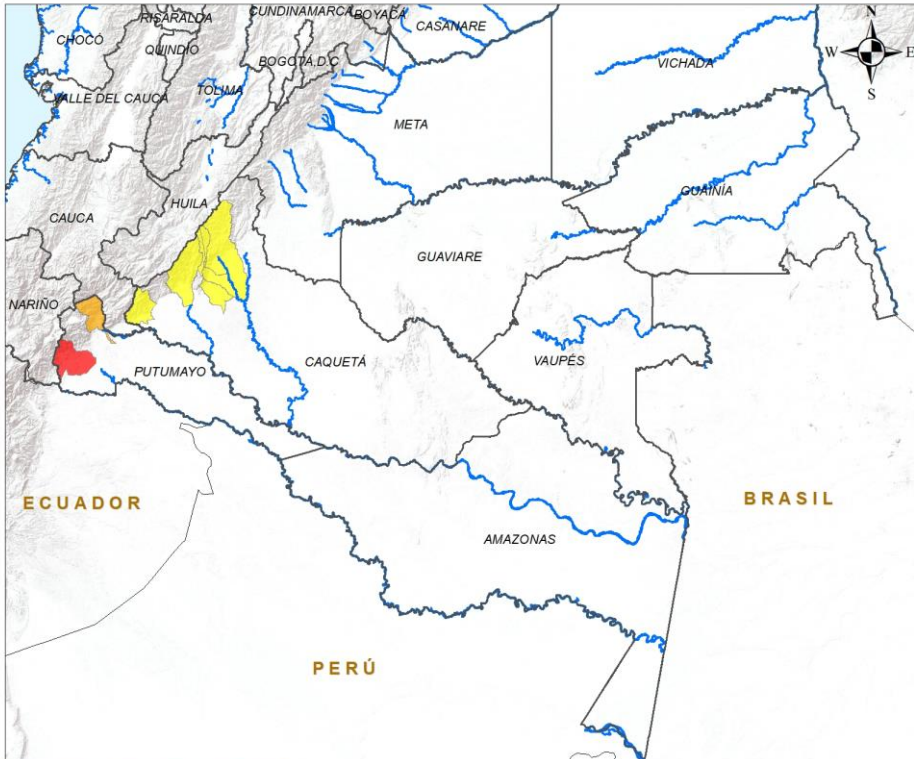 CUNDINAMARCA
BOYACÁ
RISARALDA
CASANARE
N
CHOCÓ
QUINDÍO
W
E
BOGOTÁ,D.C
VICHADA
S
TOLIMA
VALLE DEL CAUCA
META
GUAINÍA
HUILA
CAUCA
GUAVIARE
NARIÑO
VAUPÉS
CAQUETÁ
PUTUMAYO
ECUADOR
BRASIL
AMAZONAS
PERÚ